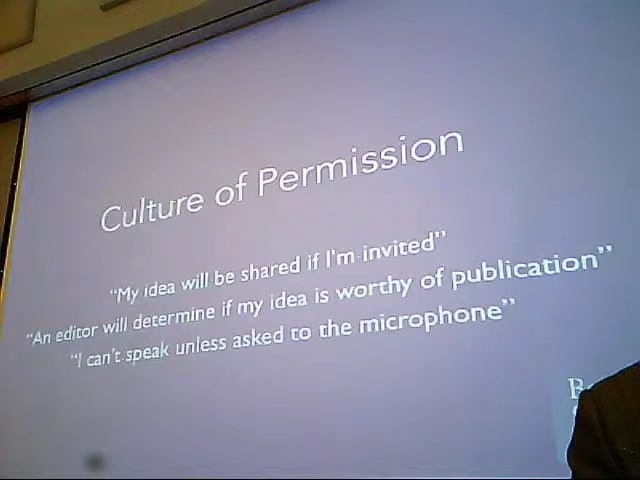 Culture of Permission
"My idea will be shared if I'm invited"
"An editor will determine if my idea is worthy of publication"
"I can't speak unless asked to the microphone"